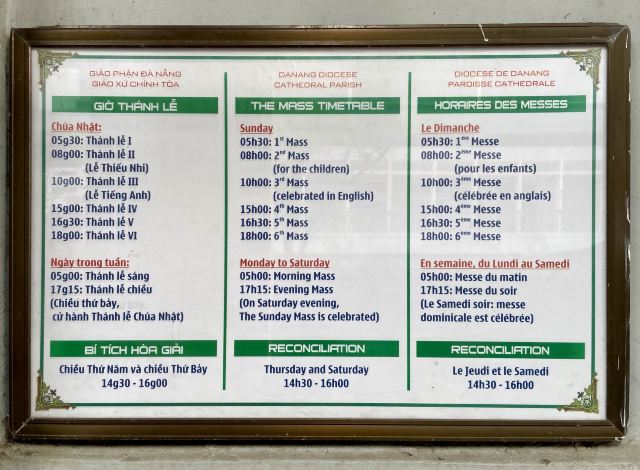 GIÁO PHẬN ĐÀ NẴNG
GIÁO XỨ CHÍNH TÒA
GIỜ THÁNH LỄ
Chúa Nhật:
05g30: Thánh lễ I
08g00: Thánh lễ II
(Lễ Thiếu Nhi)
10g00: Thánh lễ III
(Lễ Tiếng Anh)
15g00: Thánh lễ IV
16g30: Thánh lễ V
18g00: Thánh lễ VI
Ngày trong tuần:
05g00: Thánh lễ sáng
17g15: Thánh lễ chiều
(Chiều thứ bảy,
cử hành Thánh lễ Chúa Nhật)
BÍ TÍCH HÒA GIẢI
Chiều Thứ Năm và chiều Thứ Bảy
14g30 - 16g00
DANANG DIOCESE
CATHEDRAL PARISH
THE MASS TIMETABLE
Sunday
05h30: 1st Mass
08h00: 2nd Mass
(for the children)
10h00: 3rd Mass
(celebrated in English)
15h00: 4th Mass
16h30: 5th Mass
18h00: 6th Mass
Monday to Saturday
05h00: Morning Mass
17h15: Evening Mass
(On Saturday evening,
The Sunday Mass is celebrated)
RECONCILIATION
Thursday and Saturday
14h30 - 16h00
DIOCESE DE DANANG
PAROISSE CATHEDRALE
HORAIRES DES MESSES
Le Dimanche
05h30: 1ère Messe
08h00: 2ème Messe
(pour les enfants)
10h00: 3ème Messe
(célébrée en anglais)
15h00: 4ème Messe
16h30: 5ème Messe
18h00: 6ème Messe
En semaine, du Lundi au Samedi
05h00: Messe du matin
17h15: Messe du soir
(Le Samedi soir: messe
dominicale est célébrée)
RECONCILIATION
Le Jeudi et le Samedi
14h30 - 16h00